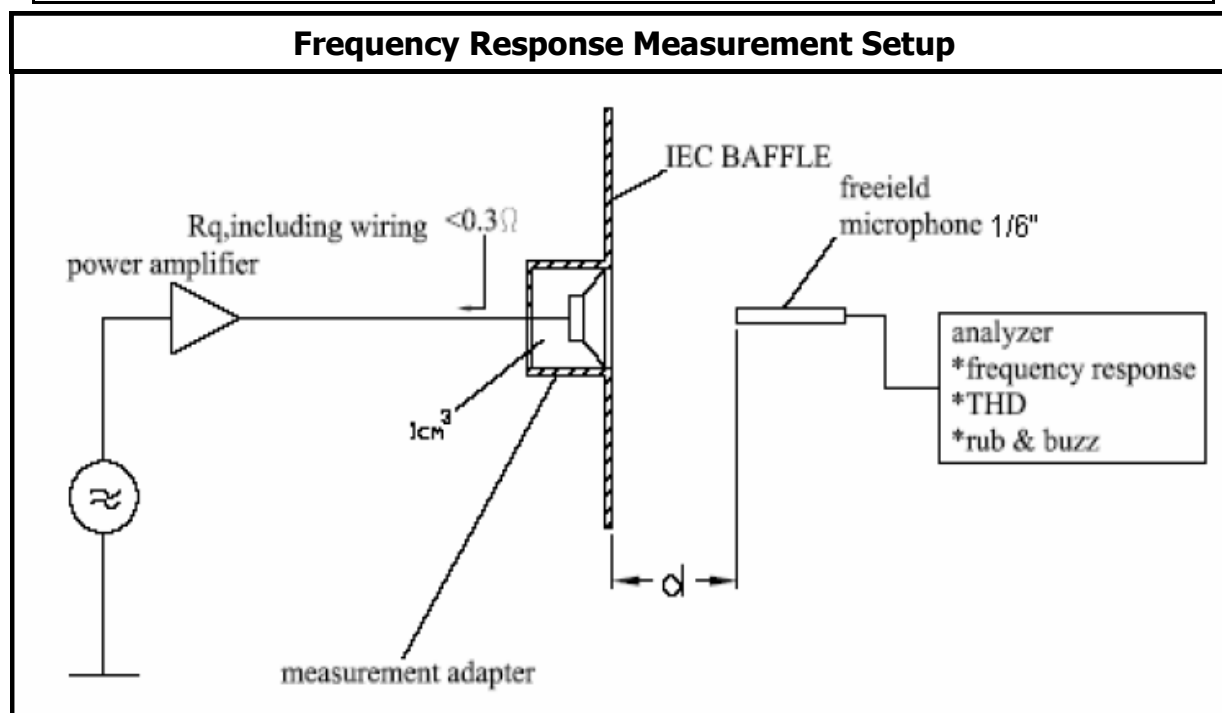 Frequency Response Measurement Setup
IEC BAFFLE
freeield
microphone 1/6"
Rq,including wiring <0.3Ω
power amplifier
analyzer
*frequency response
*THD
*rub & buzz
1cm³
d
measurement adapter